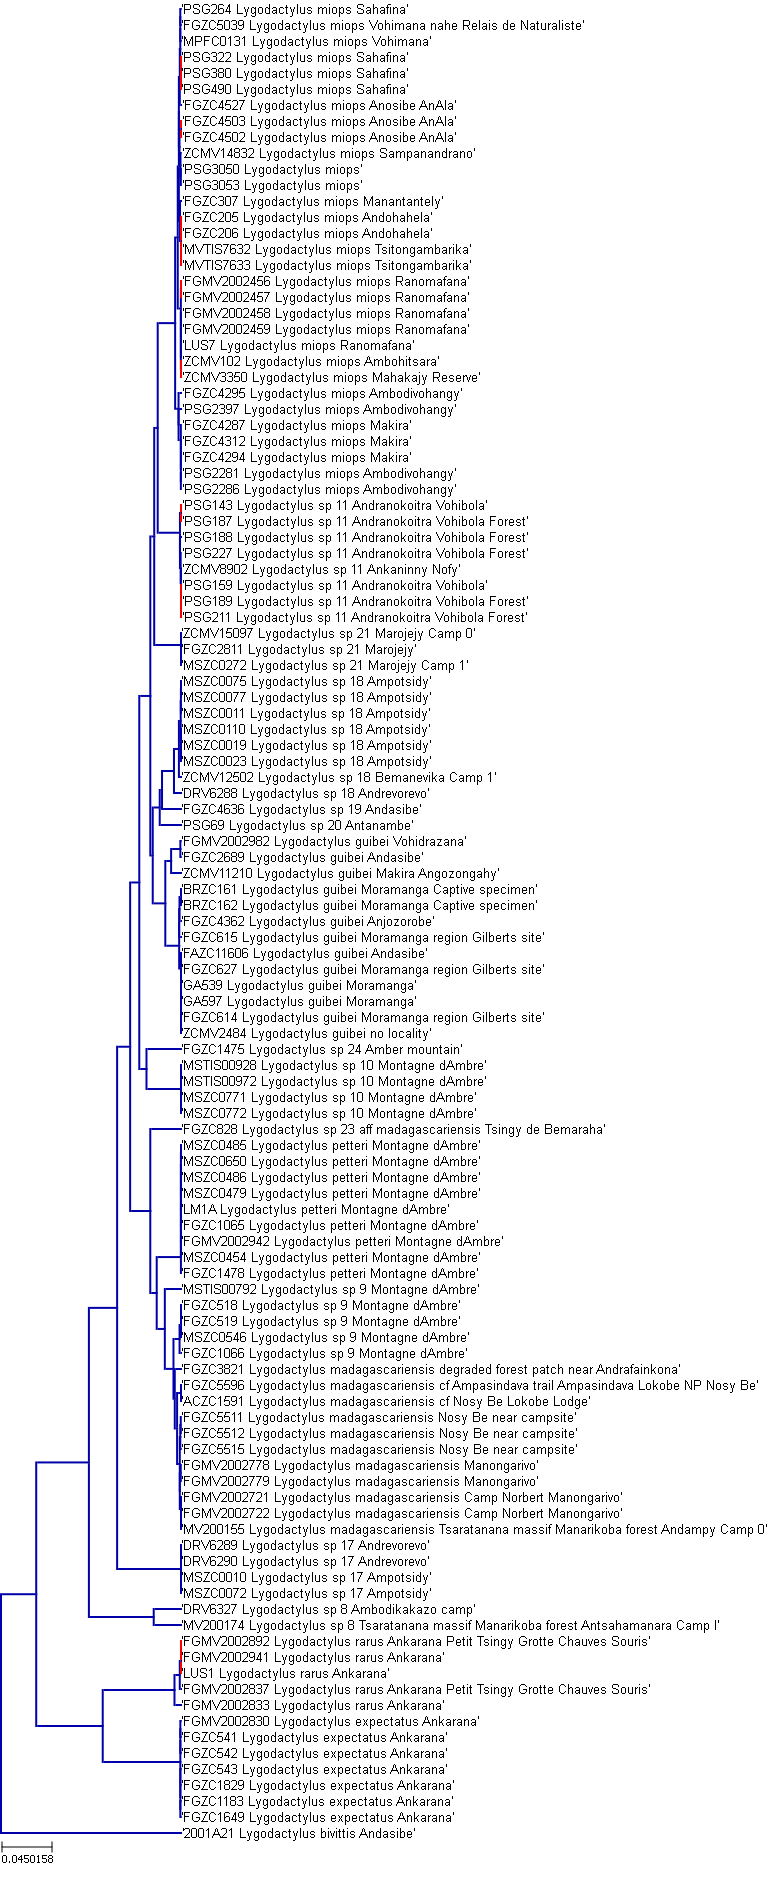 'PSG264 Lygodactylus miops Sahafina'
'FGZC5039 Lygodactylus miops Vohimana nahe Relais de Naturaliste'
'MPFC0131 Lygodactylus miops Vohimana'
'PSG322 Lygodactylus miops Sahafina'
'PSG380 Lygodactylus miops Sahafina'
'PSG490 Lygodactylus miops Sahafina'
'FGZC4527 Lygodactylus miops Anosibe AnAla'
'FGZC4503 Lygodactylus miops Anosibe AnAla'
'FGZC4502 Lygodactylus miops Anosibe AnAla'
'ZCMV14832 Lygodactylus miops Sampanandrano'
'PSG3050 Lygodactylus miops'
'PSG3053 Lygodactylus miops'
'FGZC307 Lygodactylus miops Manantantely'
'FGZC205 Lygodactylus miops Andohahela'
'FGZC206 Lygodactylus miops Andohahela'
'MVTIS7632 Lygodactylus miops Tsitongambarika'
'MVTIS7633 Lygodactylus miops Tsitongambarika'
'FGMV2002456 Lygodactylus miops Ranomafana'
'FGMV2002457 Lygodactylus miops Ranomafana'
'FGMV2002458 Lygodactylus miops Ranomafana'
'FGMV2002459 Lygodactylus miops Ranomafana'
'LUS7 Lygodactylus miops Ranomafana'
'ZCMV102 Lygodactylus miops Ambohitsara'
'ZCMV3350 Lygodactylus miops Mahakajy Reserve'
'FGZC4295 Lygodactylus miops Ambodivohangy'
'PSG2397 Lygodactylus miops Ambodivohangy'
'FGZC4287 Lygodactylus miops Makira'
'FGZC4312 Lygodactylus miops Makira'
'FGZC4294 Lygodactylus miops Makira'
'PSG2281 Lygodactylus miops Ambodivohangy'
'PSG2286 Lygodactylus miops Ambodivohangy'
'PSG143 Lygodactylus sp 11 Andranokoitra Vohibola'
'PSG187 Lygodactylus sp 11 Andranokoitra Vohibola Forest'
'PSG188 Lygodactylus sp 11 Andranokoitra Vohibola Forest'
'PSG227 Lygodactylus sp 11 Andranokoitra Vohibola Forest'
'ZCMV8902 Lygodactylus sp 11 Ankaninny Nofy'
'PSG159 Lygodactylus sp 11 Andranokoitra Vohibola'
'PSG189 Lygodactylus sp 11 Andranokoitra Vohibola Forest'
'PSG211 Lygodactylus sp 11 Andranokoitra Vohibola Forest'
'ZCMV15097 Lygodactylus sp 21 Marojejy Camp 0'
'FGZC2811 Lygodactylus sp 21 Marojejy'
'MSZC0272 Lygodactylus sp 21 Marojejy Camp 1'
'MSZC0075 Lygodactylus sp 18 Ampotsidy'
'MSZC0077 Lygodactylus sp 18 Ampotsidy'
'MSZC0011 Lygodactylus sp 18 Ampotsidy'
'MSZC0110 Lygodactylus sp 18 Ampotsidy'
'MSZC0019 Lygodactylus sp 18 Ampotsidy'
'MSZC0023 Lygodactylus sp 18 Ampotsidy'
'ZCMV12502 Lygodactylus sp 18 Bemanevika Camp 1'
'DRV6288 Lygodactylus sp 18 Andrevorevo'
'FGZC4636 Lygodactylus sp 19 Andasibe'
'PSG69 Lygodactylus sp 20 Antanambe'
'FGMV2002982 Lygodactylus guibei Vohidrazana'
'FGZC2689 Lygodactylus guibei Andasibe'
'ZCMV11210 Lygodactylus guibei Makira Angozongahy'
'BRZC161 Lygodactylus guibei Moramanga Captive specimen'
'BRZC162 Lygodactylus guibei Moramanga Captive specimen'
'FGZC4362 Lygodactylus guibei Anjozorobe'
'FGZC615 Lygodactylus guibei Moramanga region Gilberts site'
'FAZC11606 Lygodactylus guibei Andasibe'
'FGZC627 Lygodactylus guibei Moramanga region Gilberts site'
'GA539 Lygodactylus guibei Moramanga'
'GA597 Lygodactylus guibei Moramanga'
'FGZC614 Lygodactylus guibei Moramanga region Gilberts site'
'ZCMV2484 Lygodactylus guibei no locality'
'FGZC1475 Lygodactylus sp 24 Amber mountain'
'MSTIS00928 Lygodactylus sp 10 Montagne dAmbre'
'MSTIS00972 Lygodactylus sp 10 Montagne dAmbre'
'MSZC0771 Lygodactylus sp 10 Montagne dAmbre'
'MSZC0772 Lygodactylus sp 10 Montagne dAmbre'
'FGZC828 Lygodactylus sp 23 aff madagascariensis Tsingy de Bemaraha'
'MSZC0485 Lygodactylus petteri Montagne dAmbre'
'MSZC0650 Lygodactylus petteri Montagne dAmbre'
'MSZC0486 Lygodactylus petteri Montagne dAmbre'
'MSZC0479 Lygodactylus petteri Montagne dAmbre'
'LM1A Lygodactylus petteri Montagne dAmbre'
'FGZC1065 Lygodactylus petteri Montagne dAmbre'
'FGMV2002942 Lygodactylus petteri Montagne dAmbre'
'MSZC0454 Lygodactylus petteri Montagne dAmbre'
'FGZC1478 Lygodactylus petteri Montagne dAmbre'
'MSTIS00792 Lygodactylus sp 9 Montagne dAmbre'
'FGZC518 Lygodactylus sp 9 Montagne dAmbre'
'FGZC519 Lygodactylus sp 9 Montagne dAmbre'
'MSZC0546 Lygodactylus sp 9 Montagne dAmbre'
'FGZC1066 Lygodactylus sp 9 Montagne dAmbre'
'FGZC3821 Lygodactylus madagascariensis degraded forest patch near Andrafainkona'
'FGZC5596 Lygodactylus madagascariensis cf Ampasindava trail Ampasindava Lokobe NP Nosy Be'
'ACZC1591 Lygodactylus madagascariensis cf Nosy Be Lokobe Lodge'
'FGZC5511 Lygodactylus madagascariensis Nosy Be near campsite'
'FGZC5512 Lygodactylus madagascariensis Nosy Be near campsite'
'FGZC5515 Lygodactylus madagascariensis Nosy Be near campsite'
'FGMV2002778 Lygodactylus madagascariensis Manongarivo'
'FGMV2002779 Lygodactylus madagascariensis Manongarivo'
'FGMV2002721 Lygodactylus madagascariensis Camp Norbert Manongarivo'
'FGMV2002722 Lygodactylus madagascariensis Camp Norbert Manongarivo'
'MV200155 Lygodactylus madagascariensis Tsaratanana massif Manarikoba forest Andampy Camp 0'
'DRV6289 Lygodactylus sp 17 Andrevorevo'
'DRV6290 Lygodactylus sp 17 Andrevorevo'
'MSZC0010 Lygodactylus sp 17 Ampotsidy'
'MSZC0072 Lygodactylus sp 17 Ampotsidy'
'DRV6327 Lygodactylus sp 8 Ambodikakazo camp'
'MV200174 Lygodactylus sp 8 Tsaratanana massif Manarikoba forest Antsahamanara Camp I'
'FGMV2002892 Lygodactylus rarus Ankarana Petit Tsingy Grotte Chauves Souris'
'FGMV2002941 Lygodactylus rarus Ankarana'
'LUS1 Lygodactylus rarus Ankarana'
'FGMV2002837 Lygodactylus rarus Ankarana Petit Tsingy Grotte Chauves Souris'
'FGMV2002833 Lygodactylus rarus Ankarana'
'FGMV2002830 Lygodactylus expectatus Ankarana'
'FGZC541 Lygodactylus expectatus Ankarana'
'FGZC542 Lygodactylus expectatus Ankarana'
'FGZC543 Lygodactylus expectatus Ankarana'
'FGZC1829 Lygodactylus expectatus Ankarana'
'FGZC1183 Lygodactylus expectatus Ankarana'
'FGZC1649 Lygodactylus expectatus Ankarana'
'2001A21 Lygodactylus bivittis Andasibe'
0.0450158